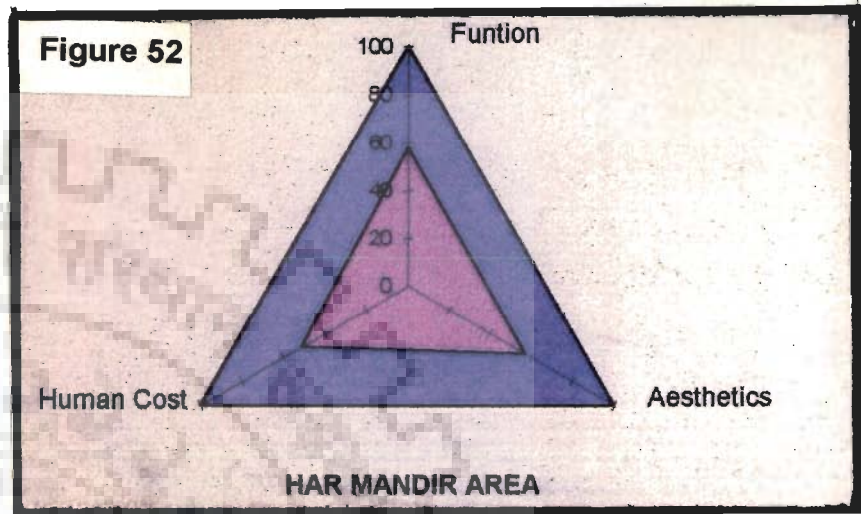 Figure 52
Funtion
100
80
60
40
20
0
Human Cost
Aesthetics
HAR MANDIR AREA